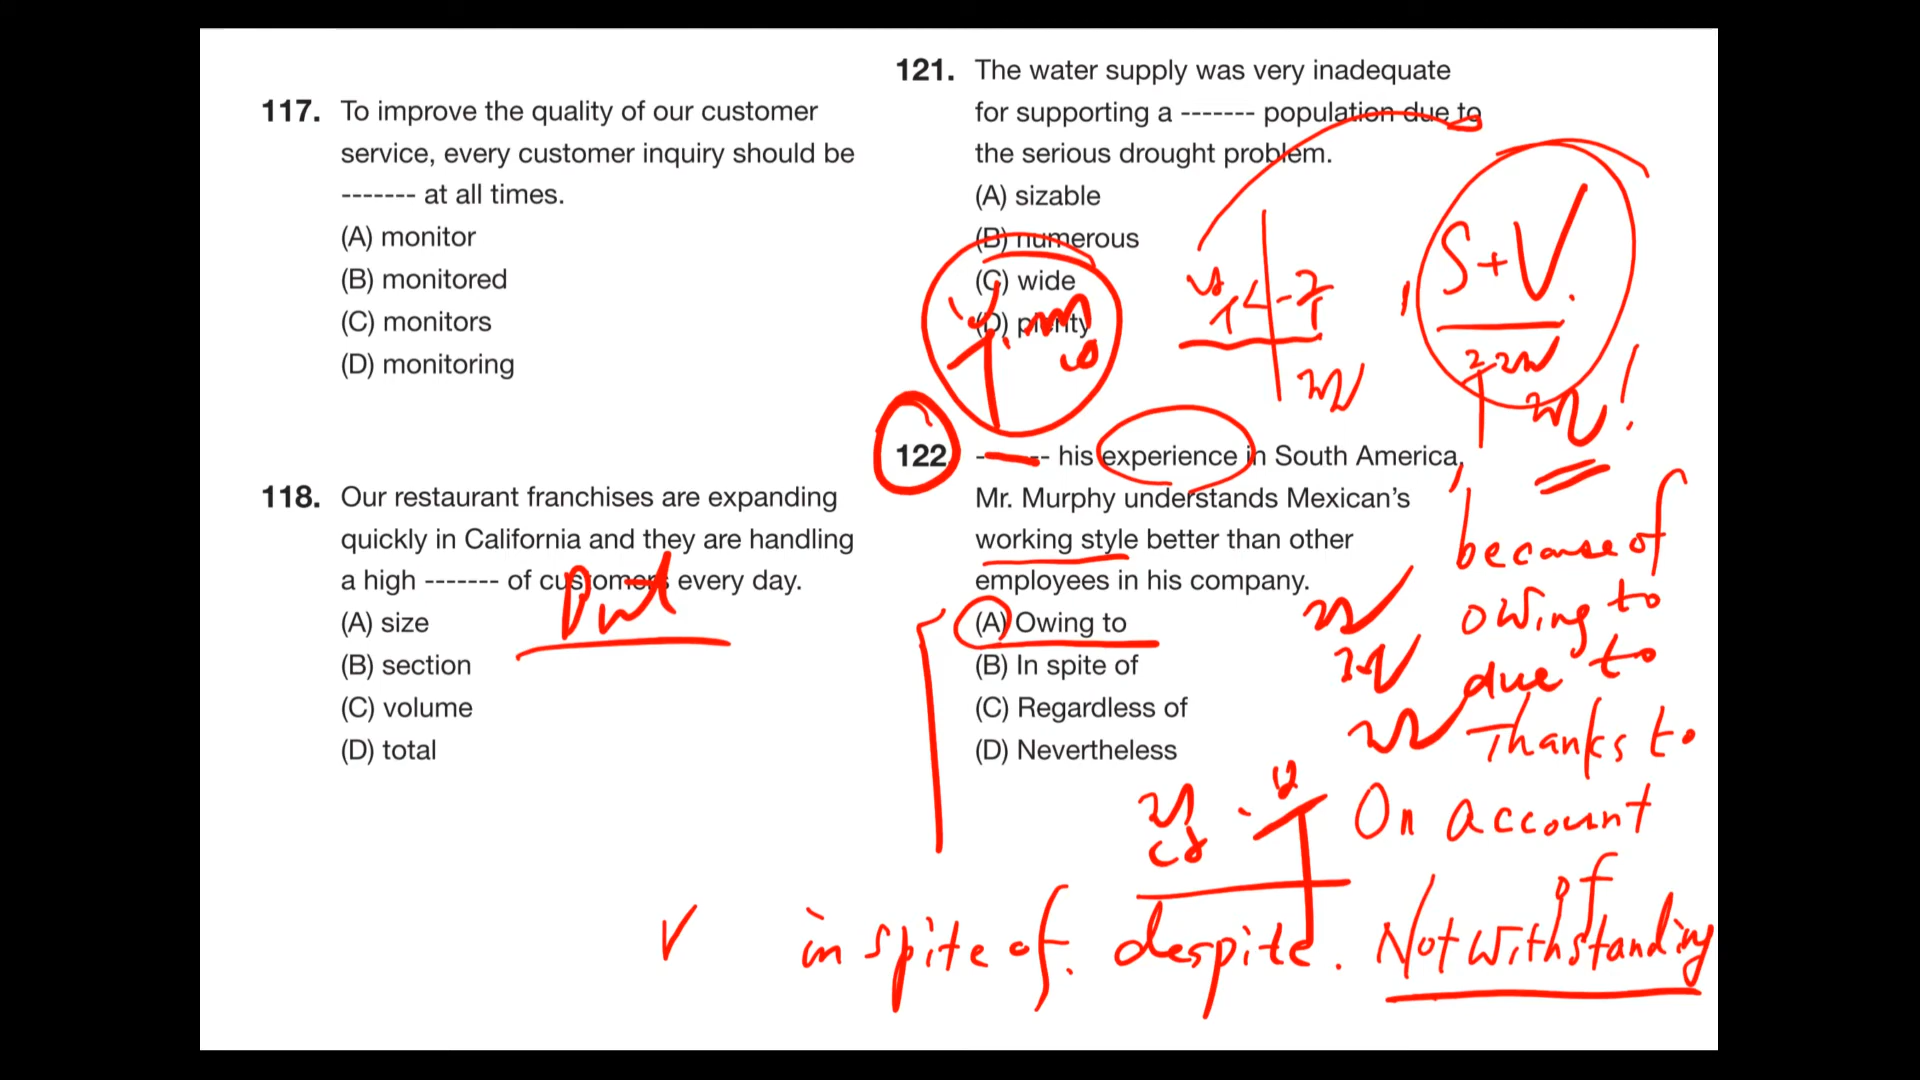 117. To improve the quality of our customer
service, every customer inquiry should be
------- at all times.
(A) monitor
(B) monitored
(C) monitors
(D) monitoring
118. Our restaurant franchises are expanding
quickly in California and they are handling
a high ------- of customers every day.
(A) size
(B) section
(C) volume
(D) total
121. The water supply was very inadequate
for supporting a ------- population due to
the serious drought problem.
(A) sizable
(B) numerous
(C) wide
(D) plenty
S+V.
122 ------- his experience in South America,
Mr. Murphy understands Mexican's
working style better than other
employees in his company.
(A) Owing to
(B) In spite of
(C) Regardless of
(D) Nevertheless
because of
owing to
due to
Thanks to
On account
of
in spite of. despite. Notwithstanding